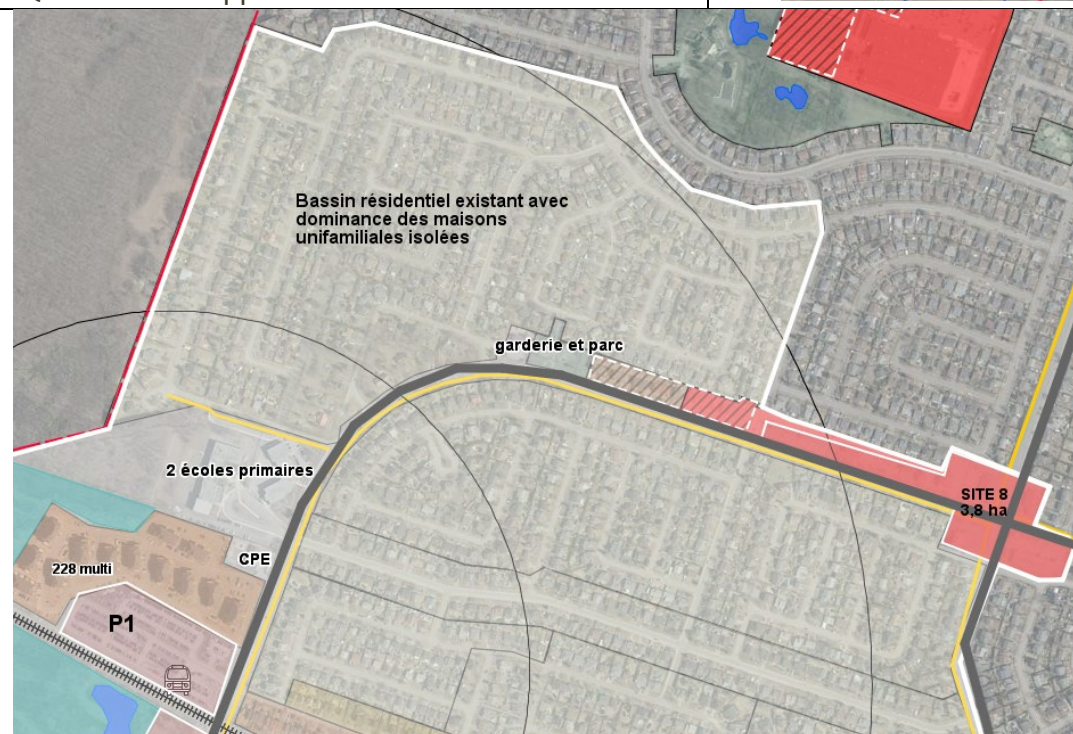 Bassin résidentiel existant avec
dominance des maisons
unifamiliales isolées
garderie et parc
2 écoles primaires
SITE 8
3,8 ha
CPE
228 multi
P1